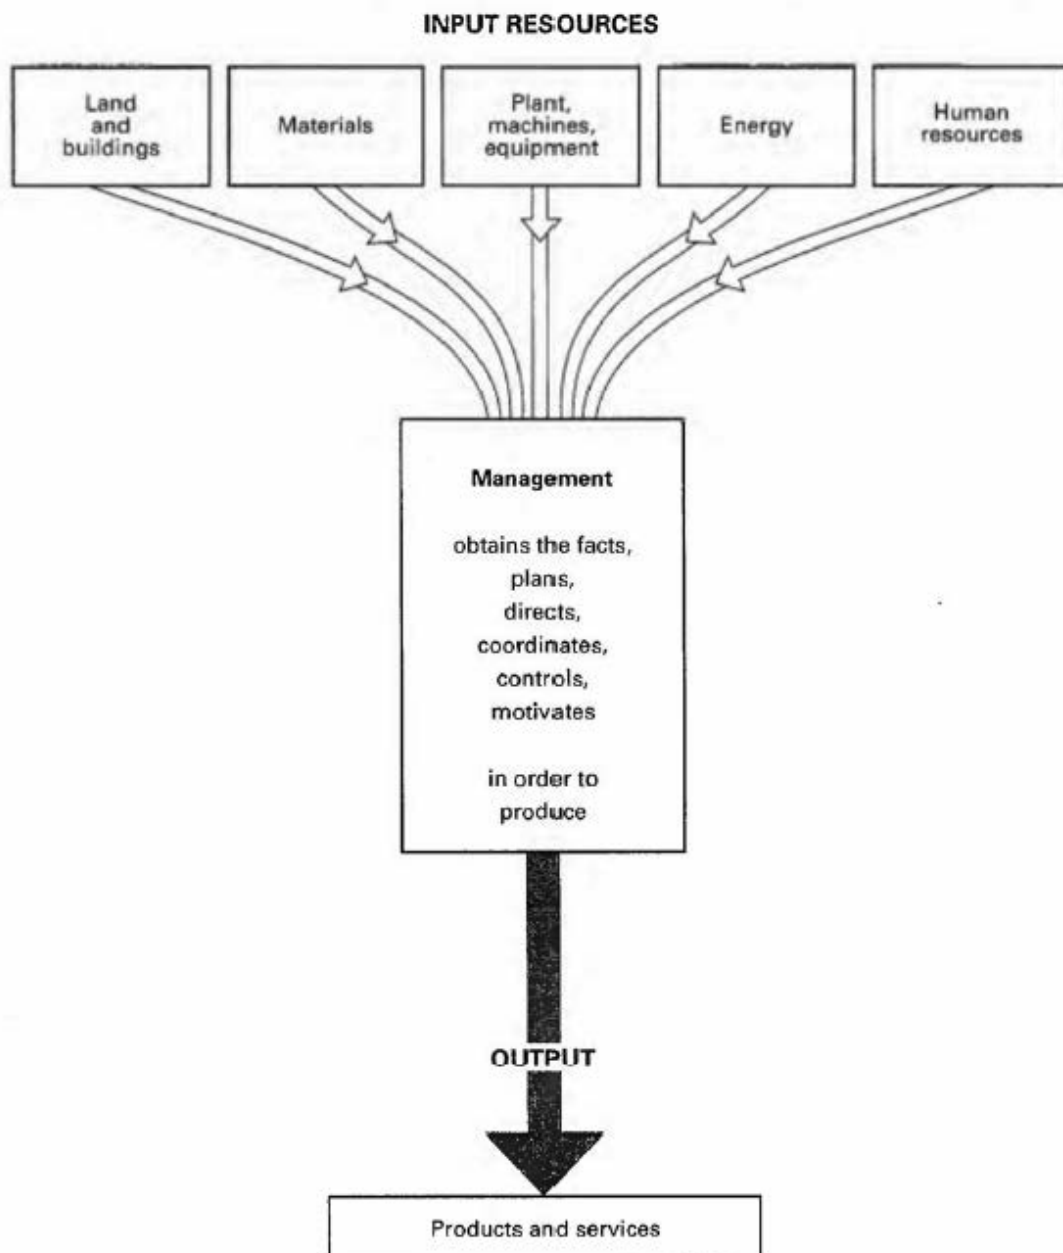 INPUT RESOURCES
Land
and
buildings
Materials
Plant,
machines,
equipment
Energy
Human
resources
Management
obtains the facts,
plans,
directs,
coordinates,
controls,
motivates
in order to
produce
OUTPUT
Products and services